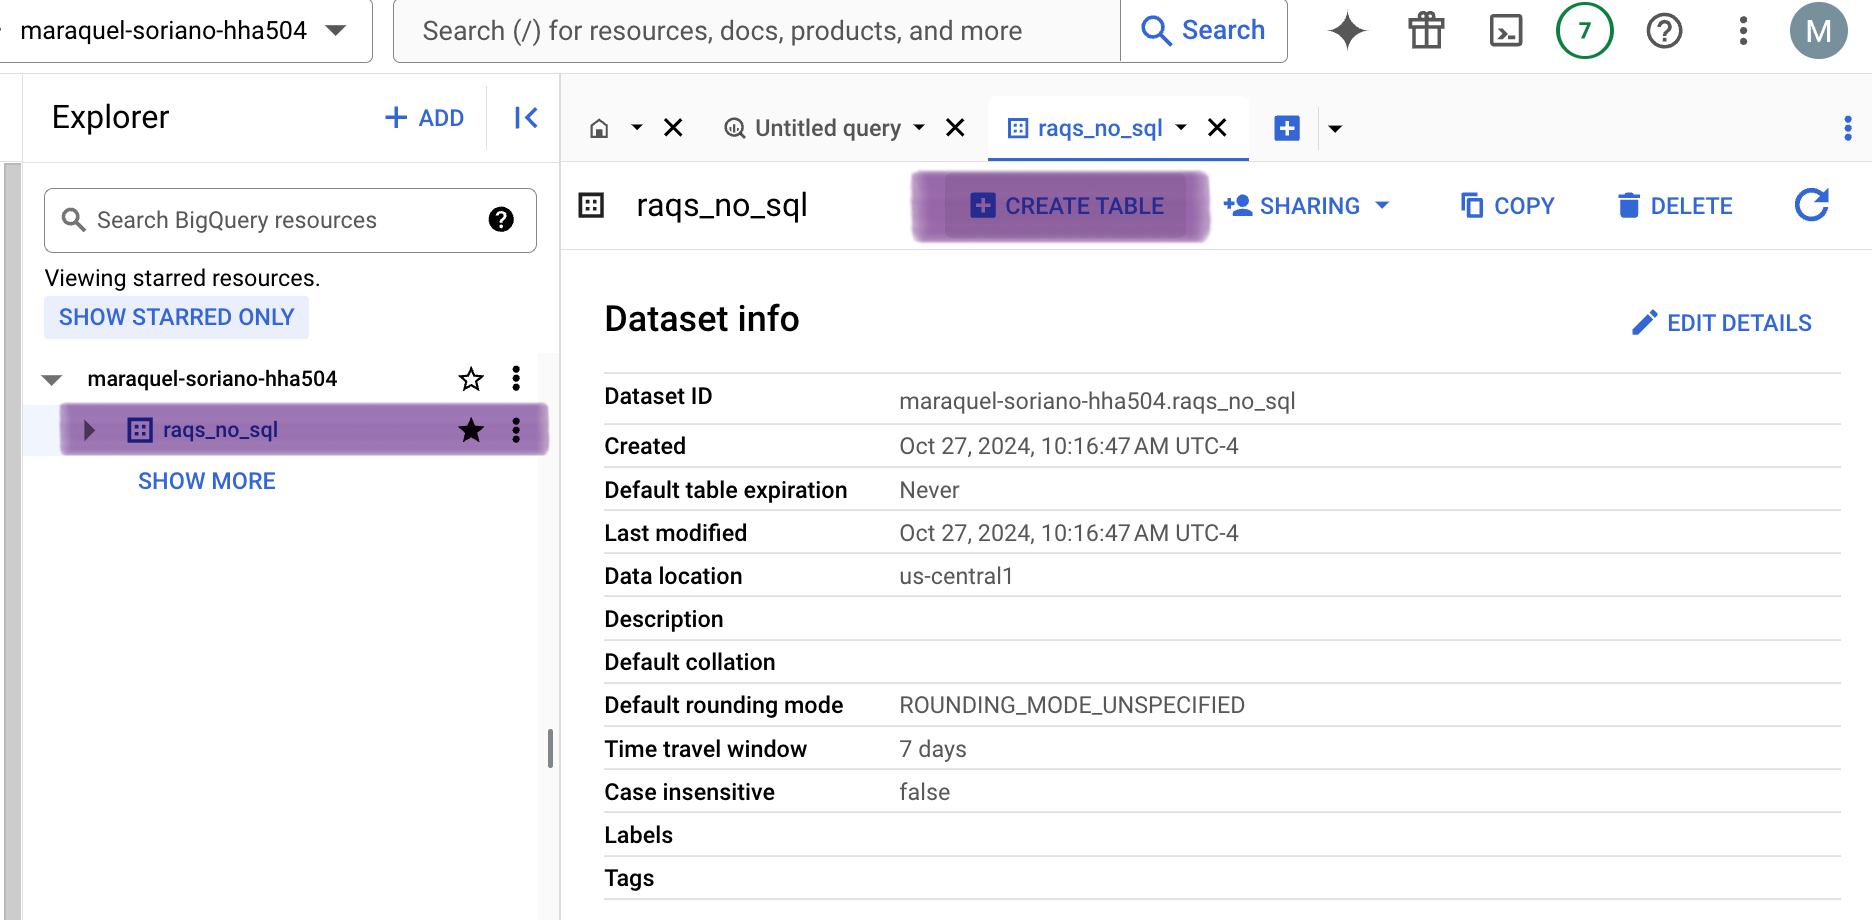 maraquel-soriano-hha504
Search (/) for resources, docs, products, and more
Search
7
M
Explorer
ADD
Untitled query
raqs_no_sql
Search BigQuery resources
?
Viewing starred resources.
SHOW STARRED ONLY
maraquel-soriano-hha504
raqs_no_sql
SHOW MORE
raqs_no_sql
CREATE TABLE
SHARING
COPY
DELETE
Dataset info
EDIT DETAILS
Dataset ID maraquel-soriano-hha504.raqs_no_sql
Created Oct 27, 2024, 10:16:47 AM UTC-4
Default table expiration Never
Last modified Oct 27, 2024, 10:16:47 AM UTC-4
Data location us-central1
Description
Default collation
Default rounding mode ROUNDING_MODE_UNSPECIFIED
Time travel window 7 days
Case insensitive false
Labels
Tags